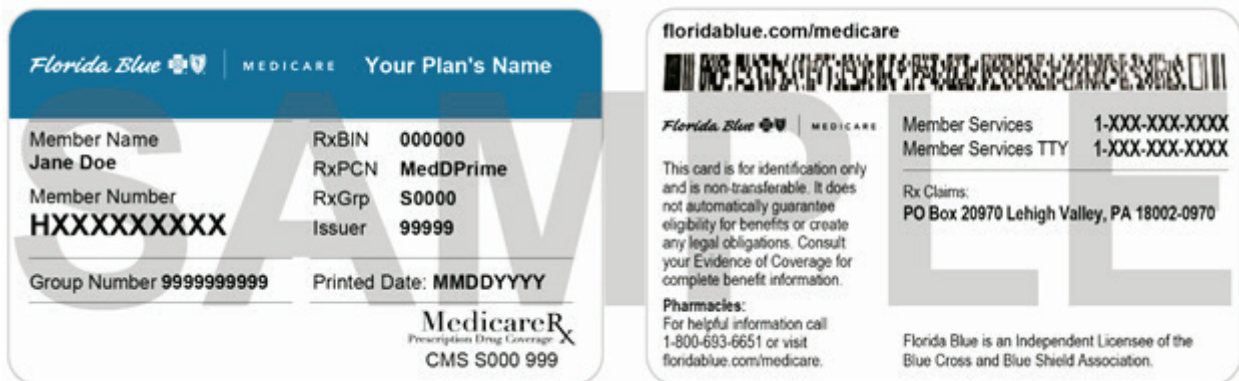 Florida Blue MEDICARE Your Plan's Name
Member Name
Jane Doe
Member Number
HXXXXXXXXX
RxBIN 000000
RxPCN MedDPrime
RxGrp S0000
Issuer 99999
Group Number 9999999999
Printed Date: MMDDYYYY
MedicareRx
Prescription Drug Coverage
CMS S000 999
floridablue.com/medicare
Florida Blue MEDICARE
This card is for identification only
and is non-transferable. It does
not automatically guarantee
eligibility for benefits or create
any legal obligations. Consult
your Evidence of Coverage for
complete benefit information.
Pharmacies:
For helpful information call
1-800-693-6651 or visit
floridablue.com/medicare.
Member Services 1-XXX-XXX-XXXX
Member Services TTY 1-XXX-XXX-XXXX
Rx Claims:
PO Box 20970 Lehigh Valley, PA 18002-0970
Florida Blue is an Independent Licensee of the
Blue Cross and Blue Shield Association.
SAMPLE